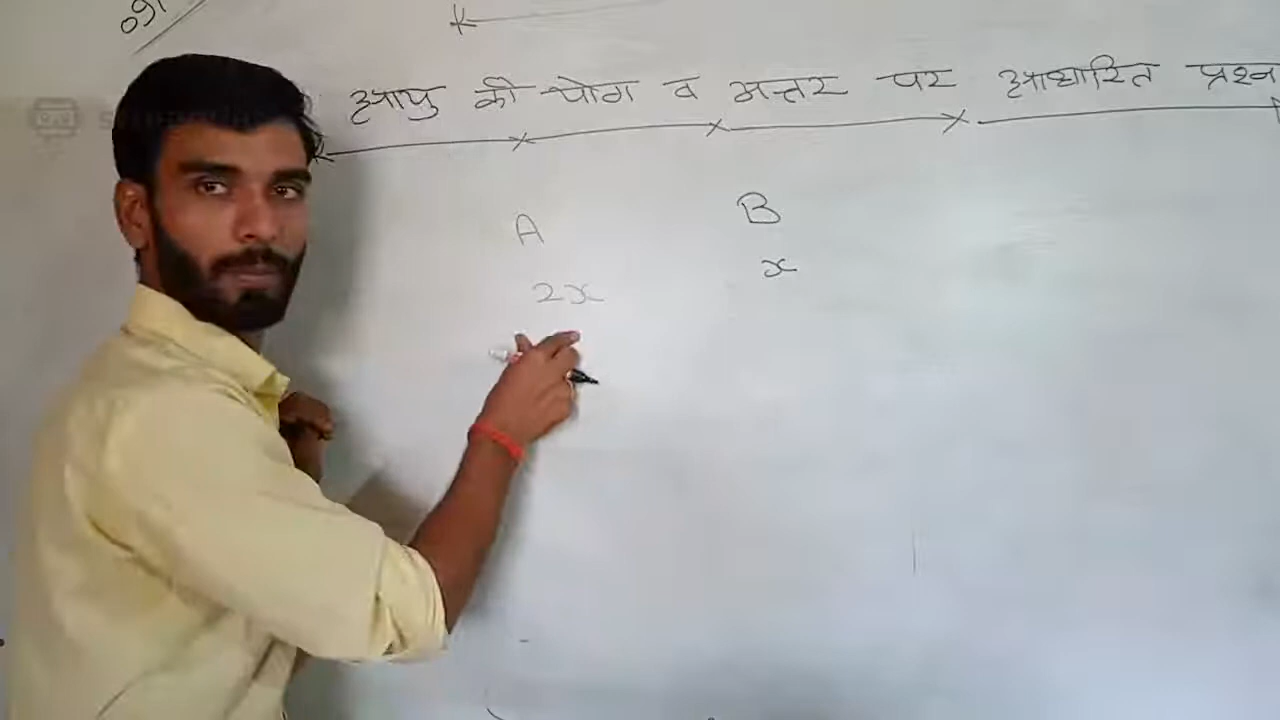 आयु की योग व अन्तर पर आधारित प्रश्न
A B
2x x